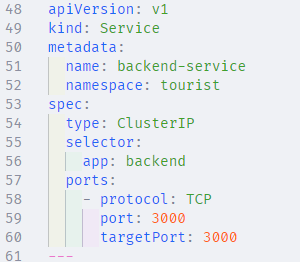 48 apiVersion: v1
49 kind: Service
50 metadata:
51   name: backend-service
52   namespace: tourist
53 spec:
54   type: ClusterIP
55   selector:
56     app: backend
57   ports:
58     - protocol: TCP
59       port: 3000
60       targetPort: 3000
61 ---